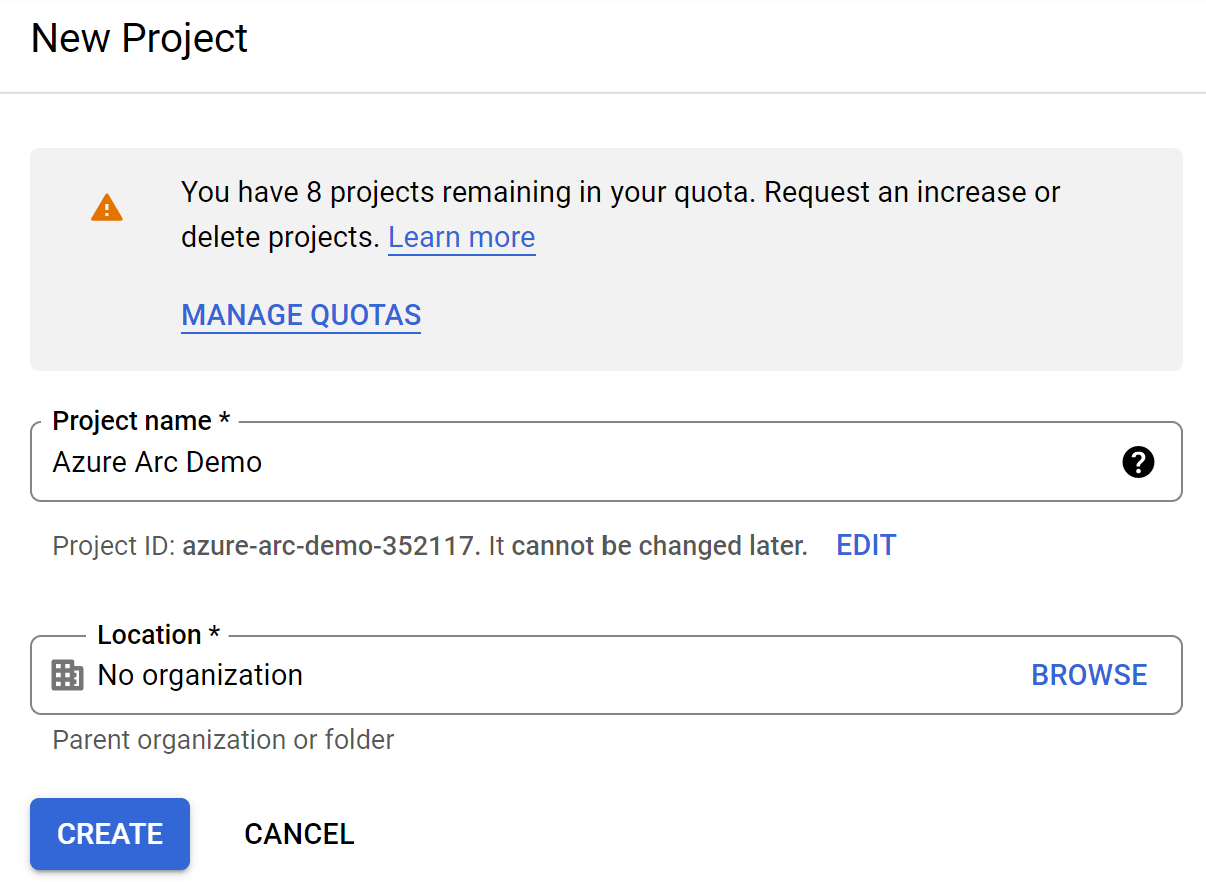 New Project
You have 8 projects remaining in your quota. Request an increase or
delete projects. Learn more
MANAGE QUOTAS
Project name *
Azure Arc Demo
Project ID: azure-arc-demo-352117. It cannot be changed later. EDIT
Location *
No organization BROWSE
Parent organization or folder
CREATE CANCEL